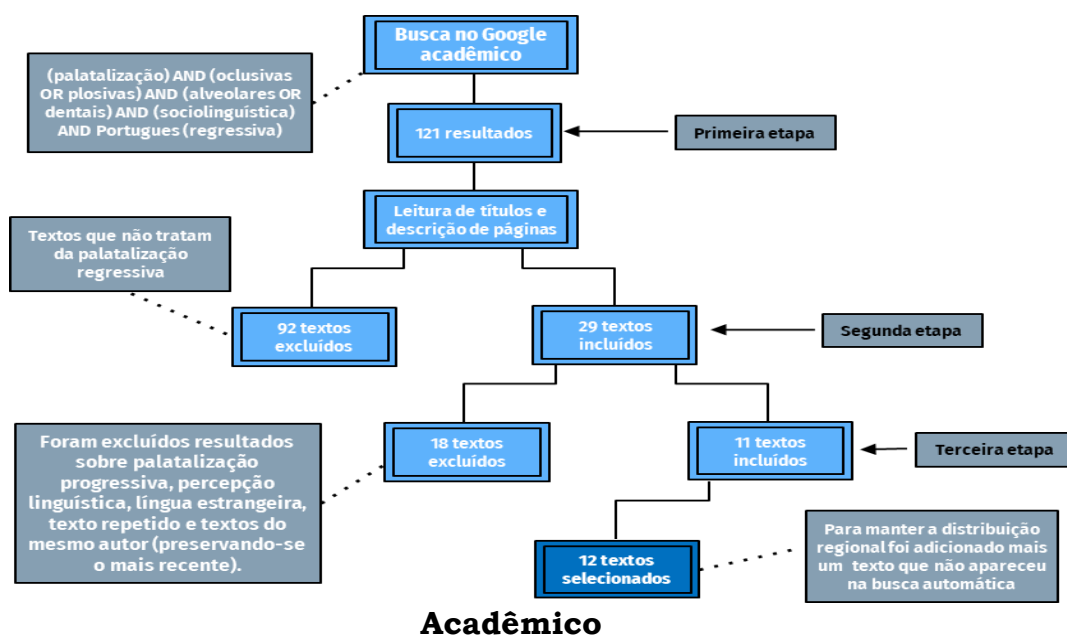 Busca no Google
acadêmico
(palatalização) AND (oclusivas
OR plosivas) AND (alveolares OR
dentais) AND (sociolinguística)
AND Portugues (regressiva)
121 resultados
Primeira etapa
Leitura de títulos e
descrição de páginas
Textos que não tratam
da palatalização
regressiva
92 textos
excluídos
29 textos
incluídos
Segunda etapa
Foram excluídos resultados
sobre palatalização
progressiva, percepção
linguística, língua estrangeira,
texto repetido e textos do
mesmo autor (preservando-se
o mais recente).
18 textos
excluídos
11 textos
incluídos
Terceira etapa
12 textos
selecionados
Para manter a distribuição
regional foi adicionado mais
um texto que não apareceu
na busca automática
Acadêmico